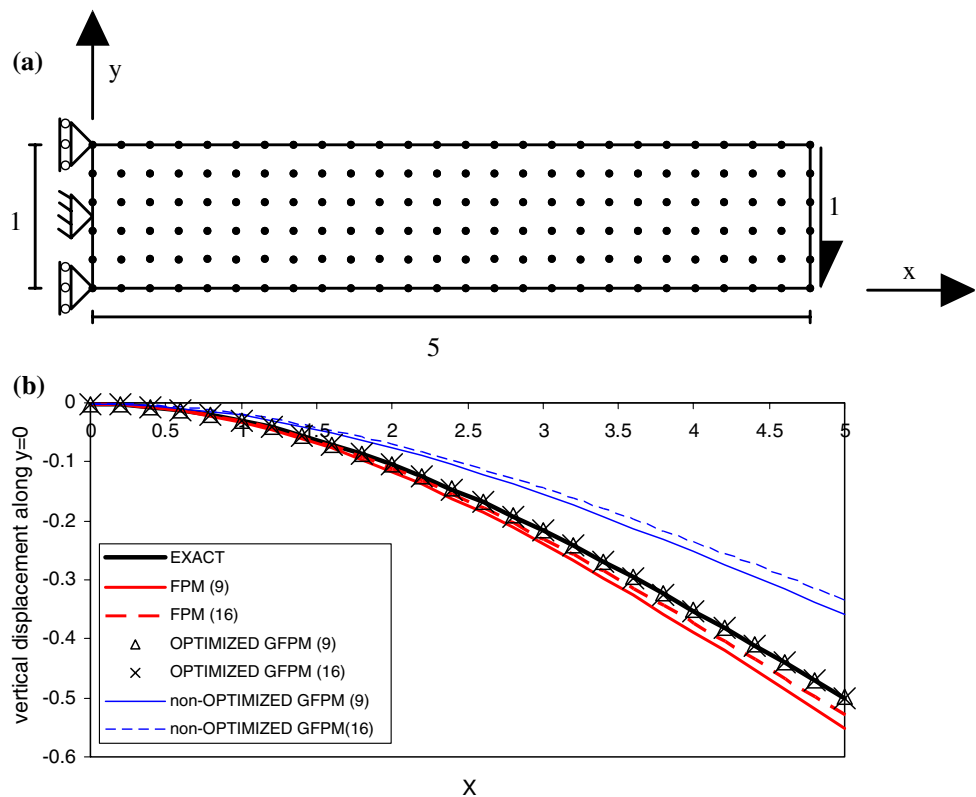 (a)
y
1
1
x
5
(b)
0
0 0.5 1 1.5 2 2.5 3 3.5 4 4.5 5
-0.1
-0.2
-0.3
-0.4
-0.5
-0.6
vertical displacement along y=0
EXACT
FPM (9)
FPM (16)
OPTIMIZED GFPM (9)
OPTIMIZED GFPM (16)
non-OPTIMIZED GFPM (9)
non-OPTIMIZED GFPM(16)
X